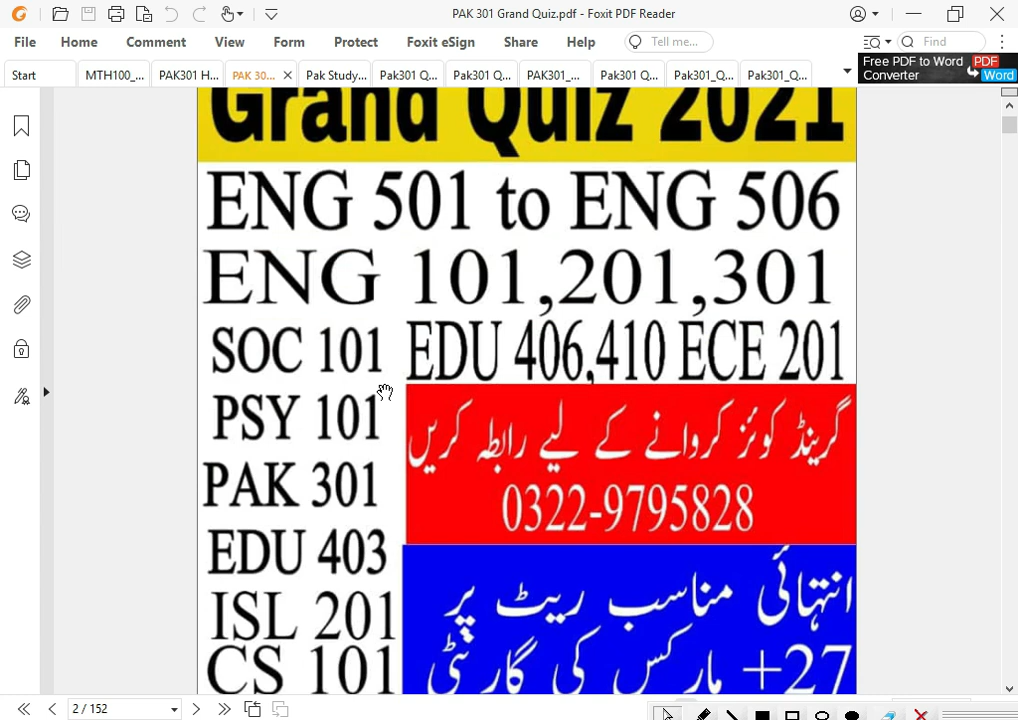 PAK 301 Grand Quiz.pdf - Foxit PDF Reader
File Home Comment View Form Protect Foxit eSign Share Help Tell me... Find
Start MTH100_... PAK301 H... PAK 30... Pak Study... Pak301 Q... Pak301 Q... PAK301_... Pak301 Q... Pak301_Q... Pak301_Q...
Free PDF to Word
Converter
PDF
Word
Grand Quiz 2021
ENG 501 to ENG 506
ENG 101,201,301
SOC 101 EDU 406,410 ECE 201
PSY 101
گرینڈ کوئز کروانے کے لیے رابطہ کریں
PAK 301
0322-9795828
EDU 403
انتہائی مناسب ریٹ پر
ISL 201
27+ مارکس کی گارنٹی
CS 101
2 / 152